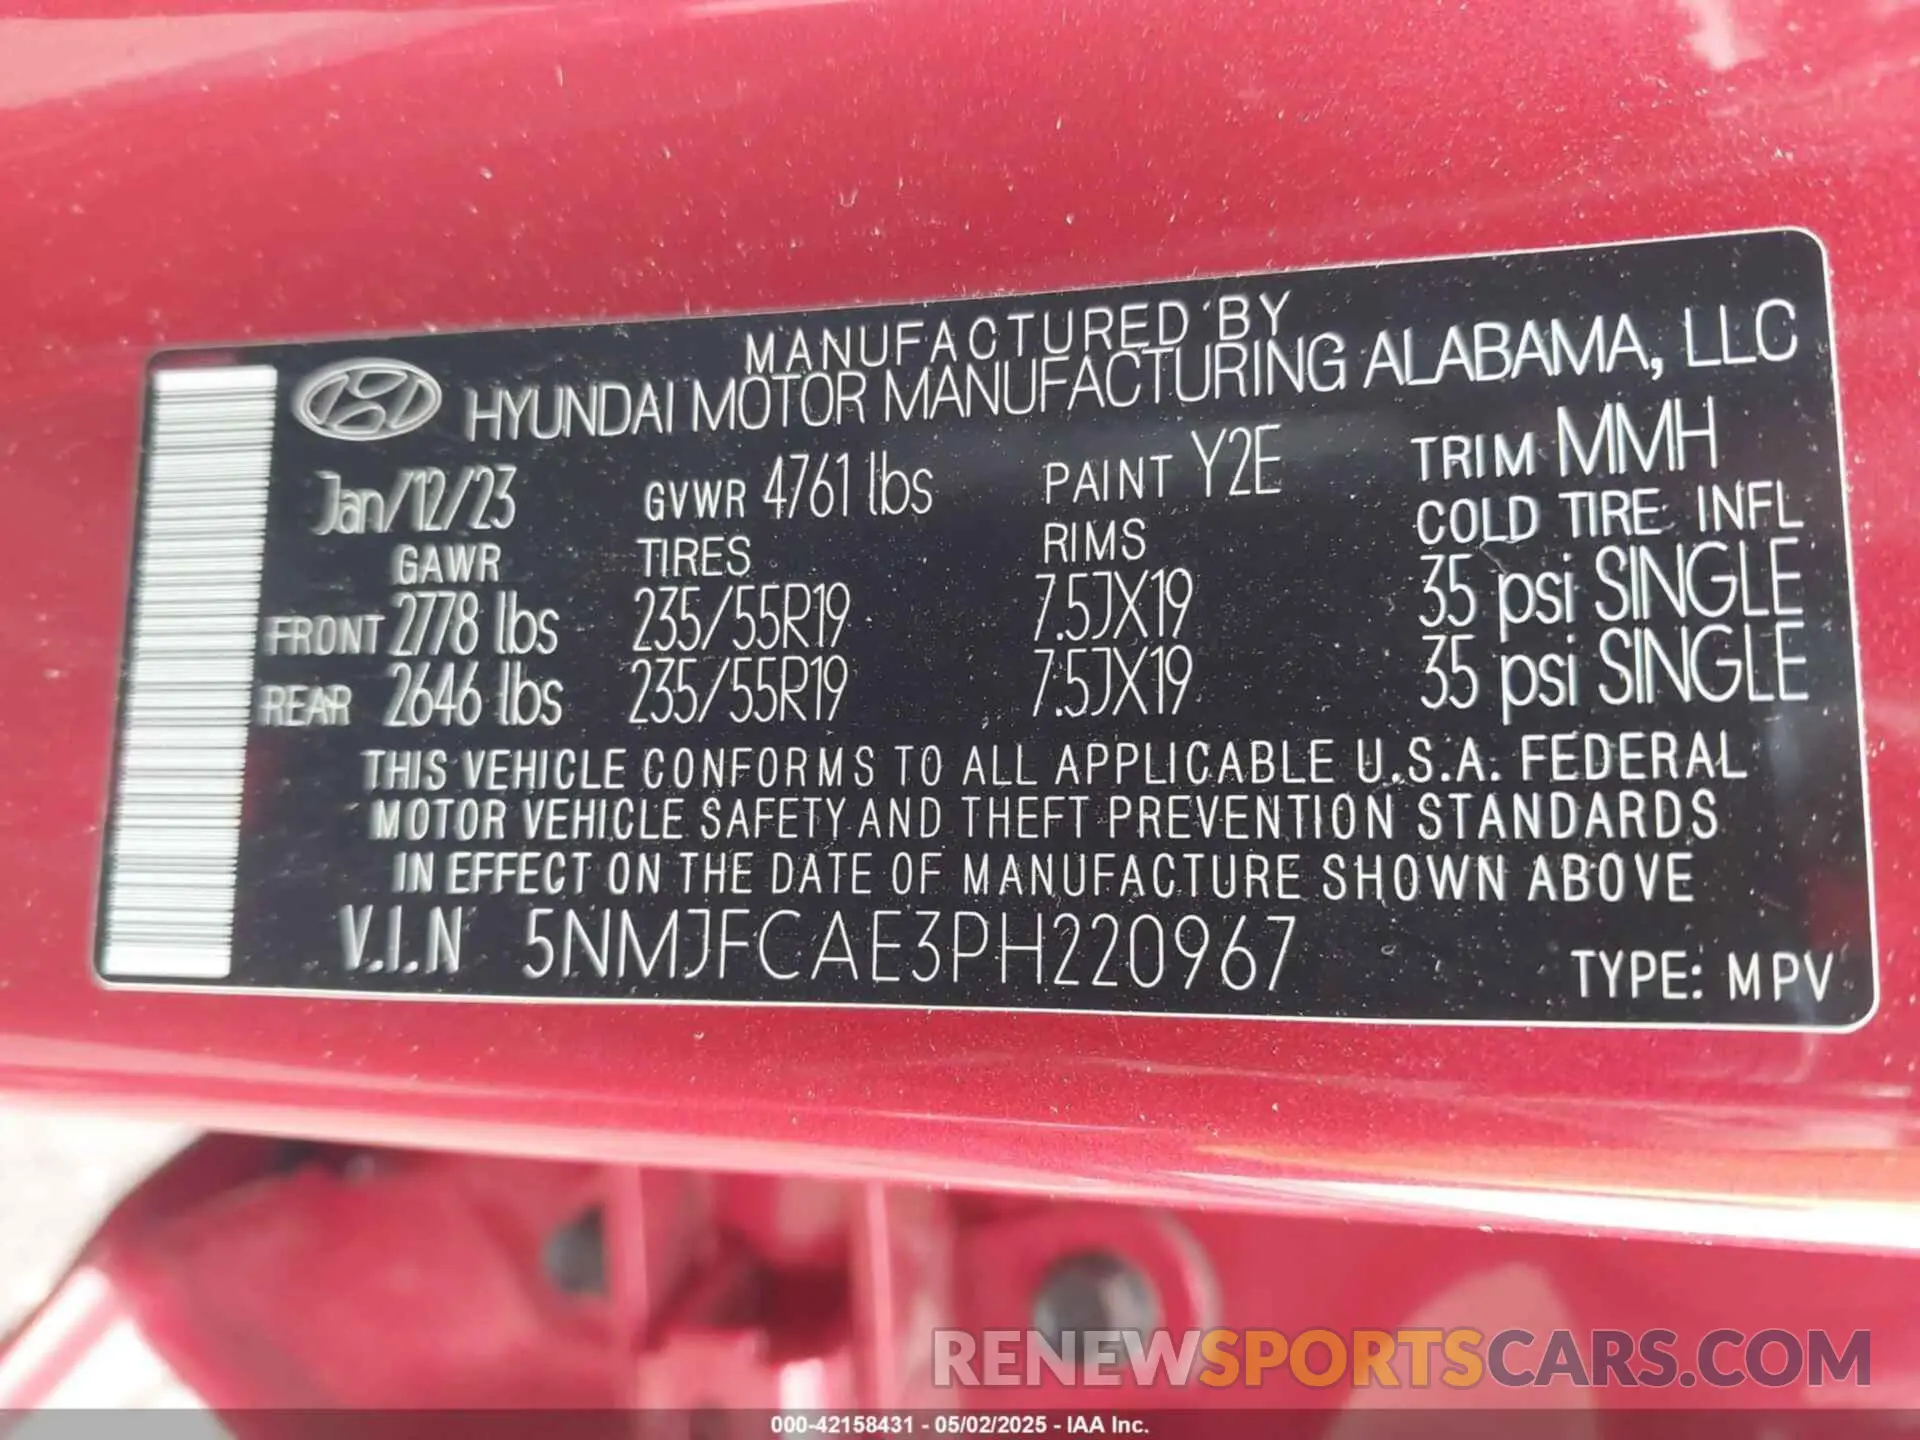 MANUFACTURED BY
HYUNDAI MOTOR MANUFACTURING ALABAMA, LLC
Jan/12/23 GVWR 4761 lbs PAINT Y2E TRIM MMH
GAWR TIRES RIMS COLD TIRE INFL
FRONT 2778 lbs 235/55R19 7.5JX19 35 psi SINGLE
REAR 2646 lbs 235/55R19 7.5JX19 35 psi SINGLE
THIS VEHICLE CONFORMS TO ALL APPLICABLE U.S.A. FEDERAL
MOTOR VEHICLE SAFETY AND THEFT PREVENTION STANDARDS
IN EFFECT ON THE DATE OF MANUFACTURE SHOWN ABOVE
V.I.N 5NMJFCAE3PH220967 TYPE: MPV
RENEWSPORTSCARS.COM
000-42158431 - 05/02/2025 - IAA Inc.